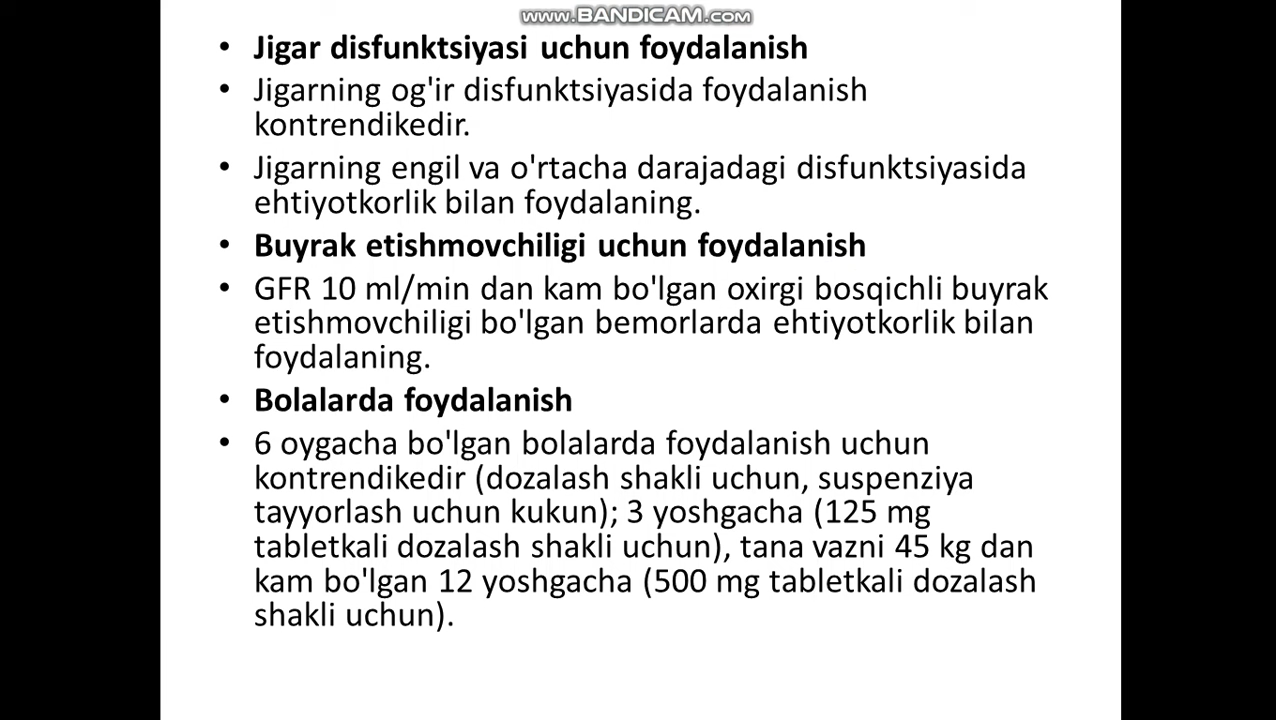 www.BANDICAM.com
• Jigar disfunktsiyasi uchun foydalanish
• Jigarning og'ir disfunktsiyasida foydalanish
kontrendikedir.
• Jigarning engil va o'rtacha darajadagi disfunktsiyasida
ehtiyotkorlik bilan foydalaning.
• Buyrak etishmovchiligi uchun foydalanish
• GFR 10 ml/min dan kam bo'lgan oxirgi bosqichli buyrak
etishmovchiligi bo'lgan bemorlarda ehtiyotkorlik bilan
foydalaning.
• Bolalarda foydalanish
• 6 oygacha bo'lgan bolalarda foydalanish uchun
kontrendikedir (dozalash shakli uchun, suspenziya
tayyorlash uchun kukun); 3 yoshgacha (125 mg
tabletkali dozalash shakli uchun), tana vazni 45 kg dan
kam bo'lgan 12 yoshgacha (500 mg tabletkali dozalash
shakli uchun).